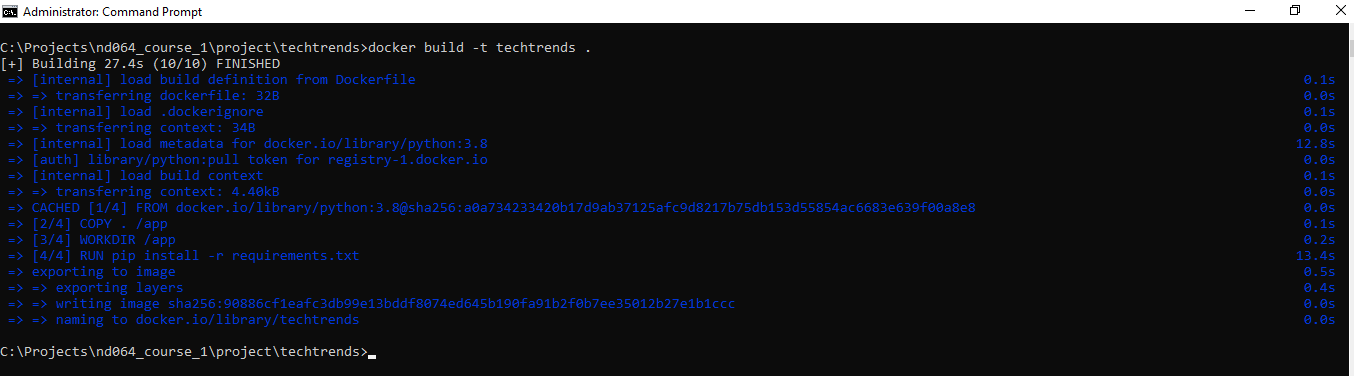 Administrator: Command Prompt
C:\Projects\nd064_course_1\project\techtrends>docker build -t techtrends .
[+] Building 27.4s (10/10) FINISHED
=> [internal] load build definition from Dockerfile 0.1s
=> => transferring dockerfile: 32B 0.0s
=> [internal] load .dockerignore 0.1s
=> => transferring context: 34B 0.0s
=> [internal] load metadata for docker.io/library/python:3.8 12.8s
=> [auth] library/python:pull token for registry-1.docker.io 0.0s
=> [internal] load build context 0.1s
=> => transferring context: 4.40kB 0.0s
=> CACHED [1/4] FROM docker.io/library/python:3.8@sha256:a0a734233420b17d9ab37125afc9d8217b75db153d55854ac6683e639f00a8e8 0.0s
=> [2/4] COPY . /app 0.1s
=> [3/4] WORKDIR /app 0.2s
=> [4/4] RUN pip install -r requirements.txt 13.4s
=> exporting to image 0.5s
=> => exporting layers 0.4s
=> => writing image sha256:90886cf1eafc3db99e13bddf8074ed645b190fa91b2f0b7ee35012b27e1b1ccc 0.0s
=> => naming to docker.io/library/techtrends 0.0s
C:\Projects\nd064_course_1\project\techtrends>